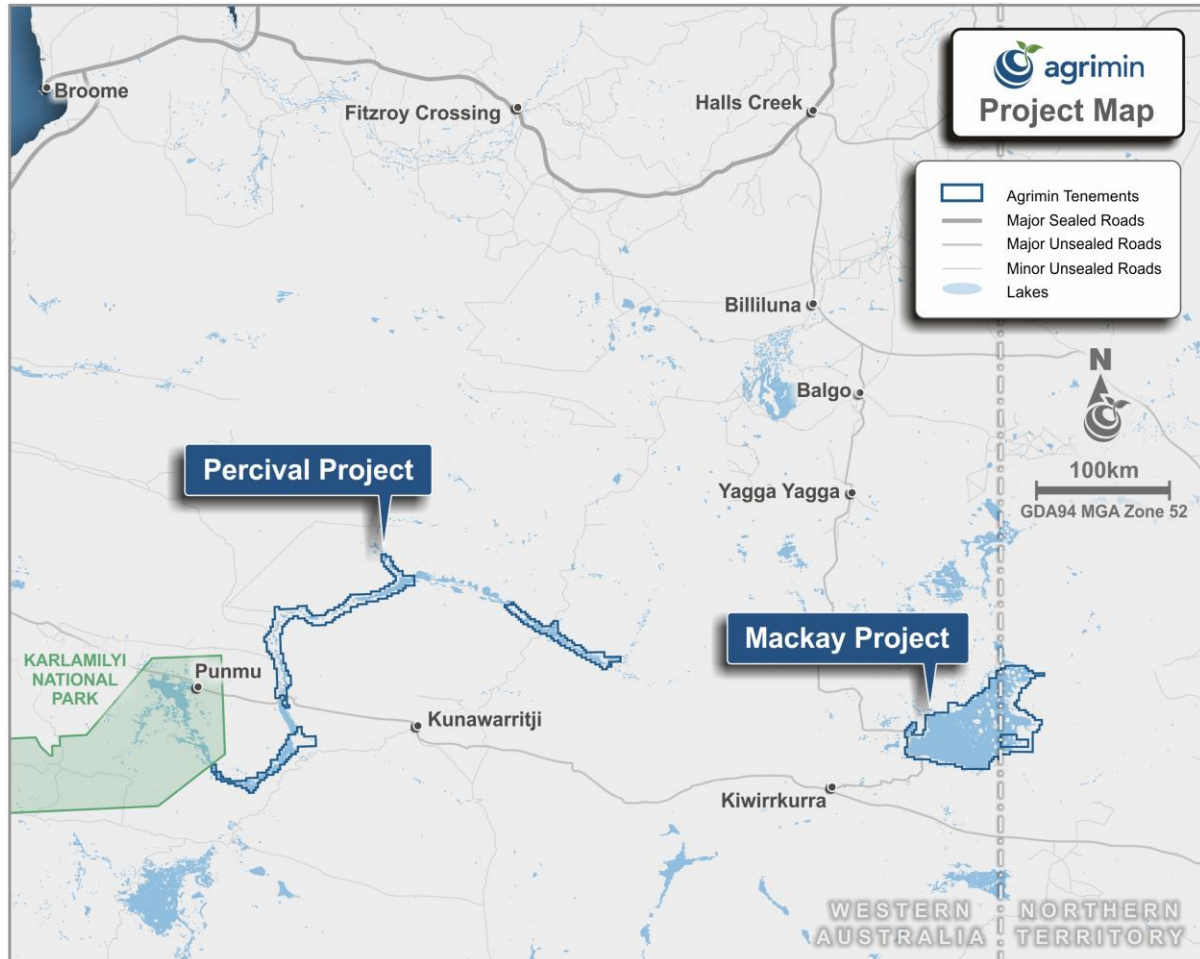 agrimin
Project Map
Agrimin Tenements
Major Sealed Roads
Major Unsealed Roads
Minor Unsealed Roads
Lakes
N
100km
GDA94 MGA Zone 52
Broome
Fitzroy Crossing
Halls Creek
Billiluna
Balgo
Yagga Yagga
Percival Project
Mackay Project
KARLAMILYI
NATIONAL
PARK
Punmu
Kunawarritji
Kiwirrkurra
WESTERN
AUSTRALIA
NORTHERN
TERRITORY